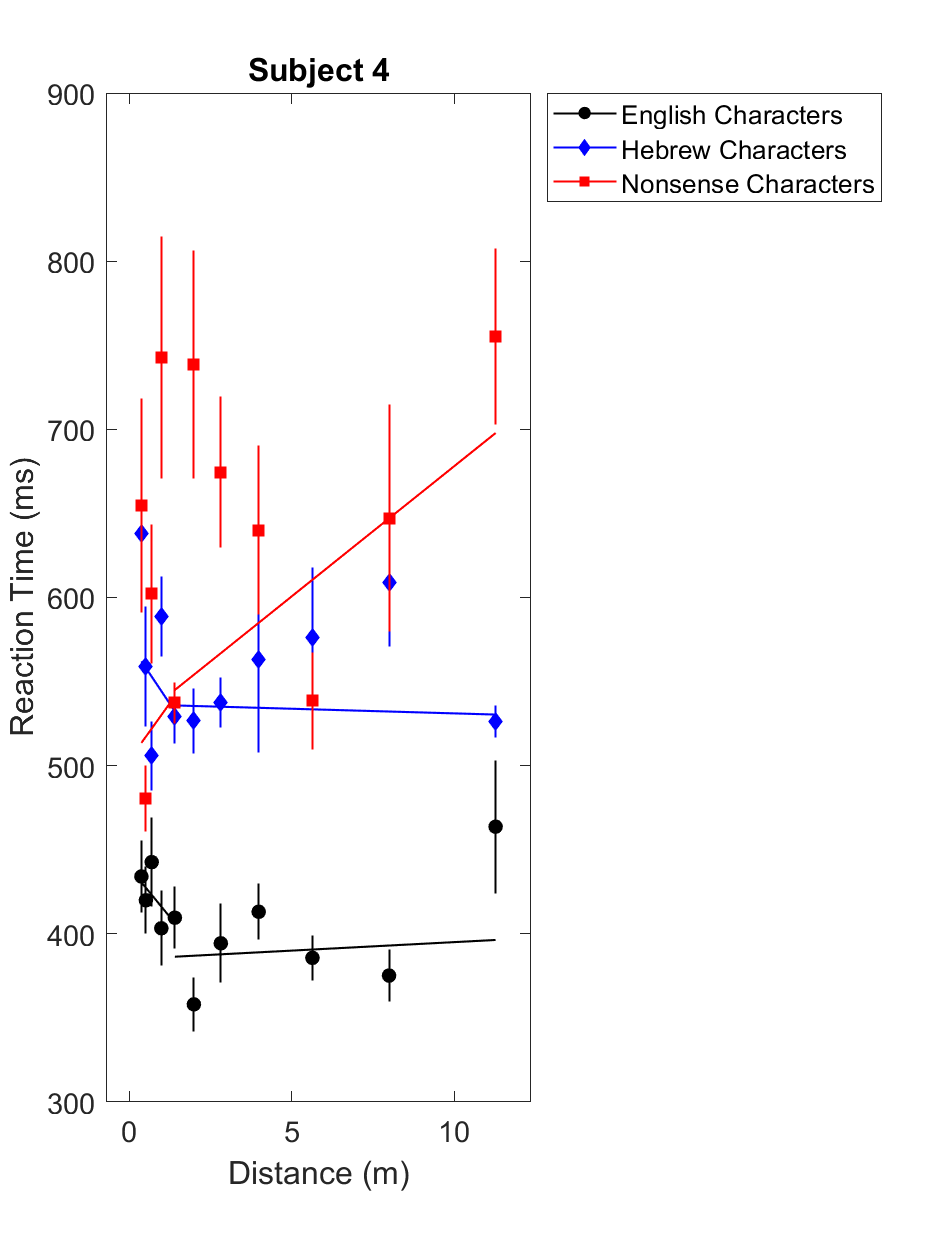 Subject 4
900
800
700
600
500
400
300
0 5 10
Distance (m)
Reaction Time (ms)
English Characters
Hebrew Characters
Nonsense Characters